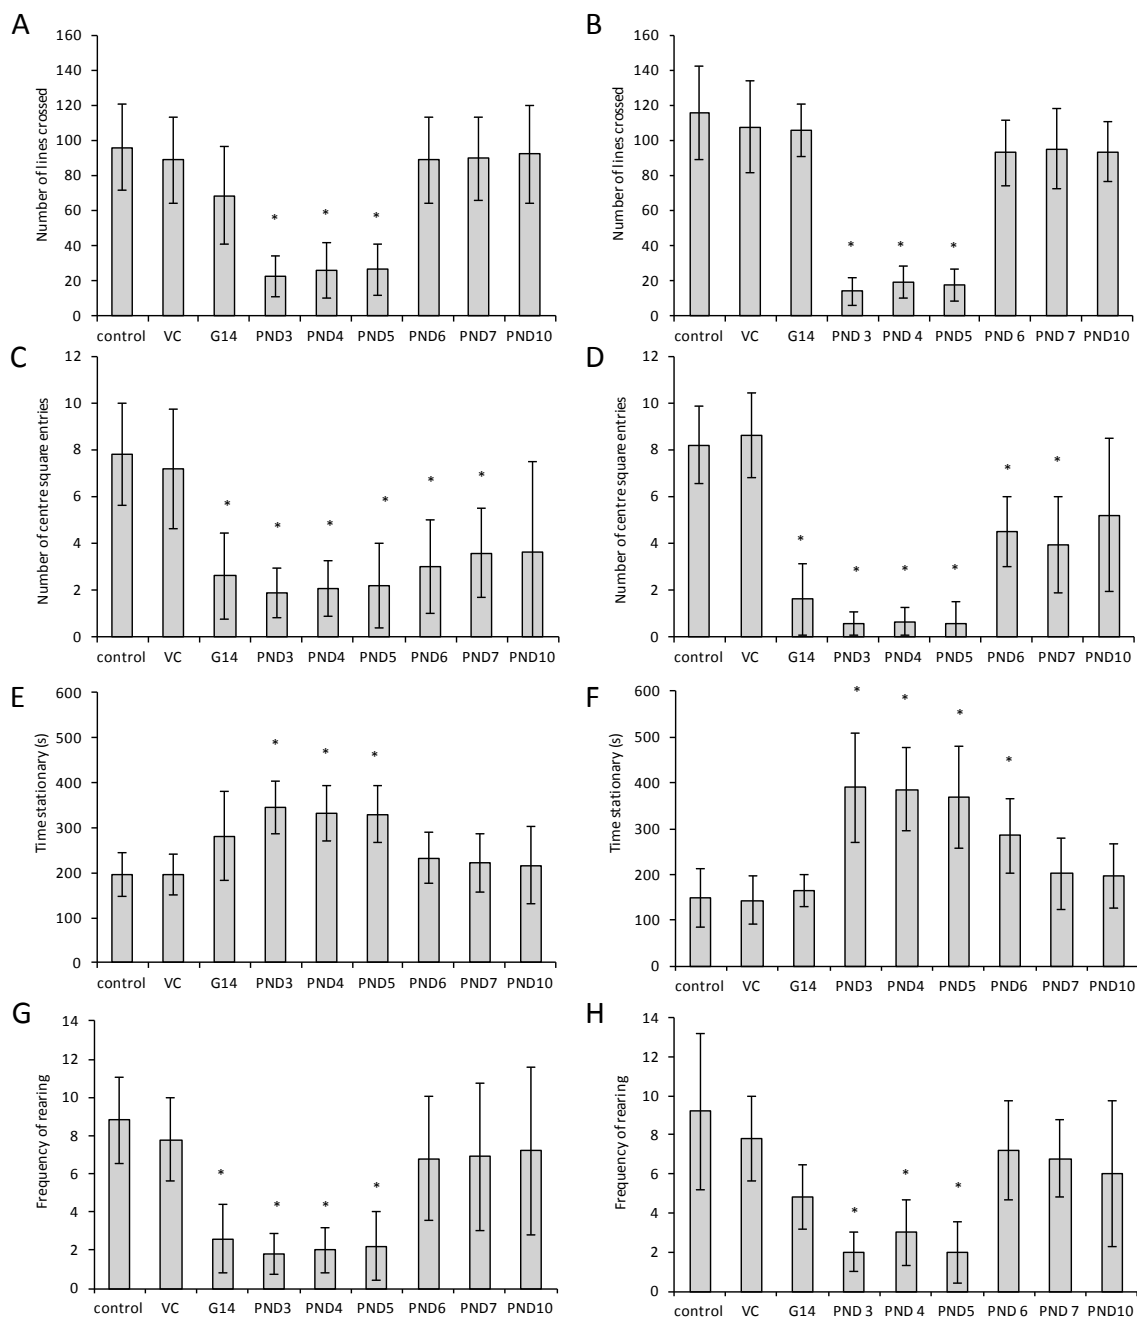 A
Number of lines crossed
160
140
120
100
80
60
40
20
0
* * *
control VC G14 PND3 PND4 PND5 PND6 PND7 PND10
B
Number of lines crossed
160
140
120
100
80
60
40
20
0
* * *
control VC G14 PND 3 PND 4 PND5 PND 6 PND 7 PND10
C
Number of centre square entries
12
10
8
6
4
2
0
* * * * * *
control VC G14 PND3 PND4 PND5 PND6 PND7 PND10
D
Number of centre square entries
12
10
8
6
4
2
0
* * * * * *
control VC G14 PND3 PND4 PND5 PND6 PND7 PND10
E
Time stationary (s)
600
500
400
300
200
100
0
* * *
control VC G14 PND3 PND4 PND5 PND6 PND7 PND10
F
Time stationary (s)
600
500
400
300
200
100
0
* * * *
control VC G14 PND3 PND4 PND5 PND6 PND7 PND10
G
Frequency of rearing
14
12
10
8
6
4
2
0
* * * *
control VC G14 PND3 PND4 PND5 PND6 PND7 PND10
H
Frequency of rearing
14
12
10
8
6
4
2
0
* * *
control VC G14 PND 3 PND 4 PND5 PND 6 PND 7 PND10